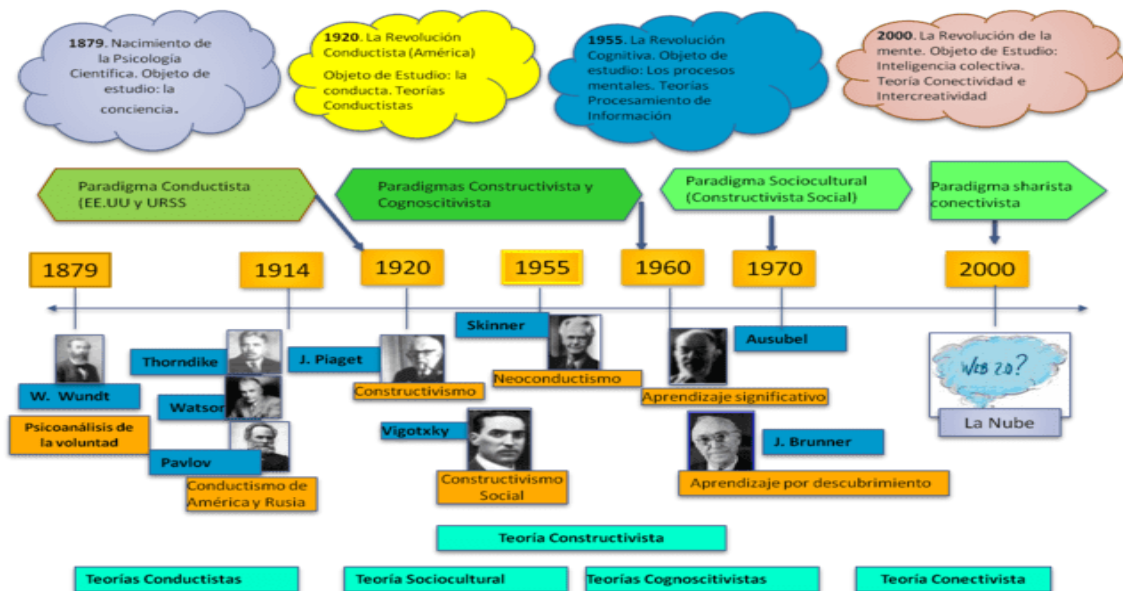 1879. Nacimiento de
la Psicología
Científica. Objeto de
estudio: la
conciencia.
1920. La Revolución
Conductista (América)
Objeto de Estudio: la
conducta. Teorías
Conductistas
1955. La Revolución
Cognitiva. Objeto de
estudio: Los procesos
mentales. Teorías
Procesamiento de
Información
2000. La Revolución de la
mente. Objeto de Estudio:
Inteligencia colectiva.
Teoría Conectividad e
Intercreatividad
Paradigma Conductista
(EE.UU y URSS
Paradigmas Constructivista y
Cognoscitivista
Paradigma Sociocultural
(Constructivista Social)
Paradigma sharista
conectivista
1879
1914
1920
1955
1960
1970
2000
W. Wundt
Psicoanálisis de
la voluntad
Thorndike
Watson
Pavlov
Conductismo de
América y Rusia
J. Piaget
Constructivismo
Skinner
Neoconductismo
Vigotxky
Constructivismo
Social
Aprendizaje significativo
Ausubel
J. Brunner
Aprendizaje por descubrimiento
WEB 2.0?
La Nube
Teoría Constructivista
Teorías Conductistas
Teoría Sociocultural
Teorías Cognoscitivistas
Teoría Conectivista